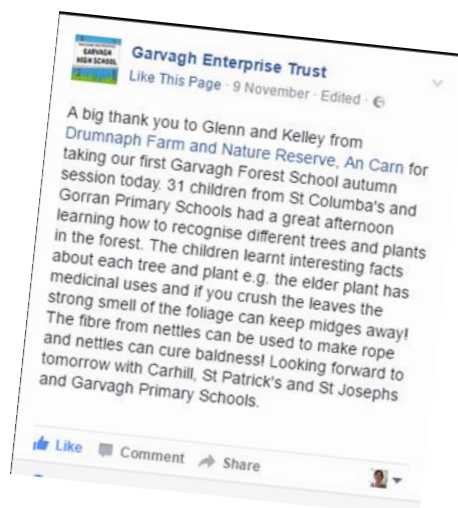 GARVAGH
HIGH SCHOOL
Garvagh Enterprise Trust
Like This Page · 9 November · Edited ·
A big thank you to Glenn and Kelley from
Drumnaph Farm and Nature Reserve, An Carn for
taking our first Garvagh Forest School autumn
session today. 31 children from St Columba's and
Gorran Primary Schools had a great afternoon
learning how to recognise different trees and plants
in the forest. The children learnt interesting facts
about each tree and plant e.g. the elder plant has
medicinal uses and if you crush the leaves the
strong smell of the foliage can keep midges away!
The fibre from nettles can be used to make rope
and nettles can cure baldness! Looking forward to
tomorrow with Carhill, St Patrick's and St Josephs
and Garvagh Primary Schools.
Like Comment Share